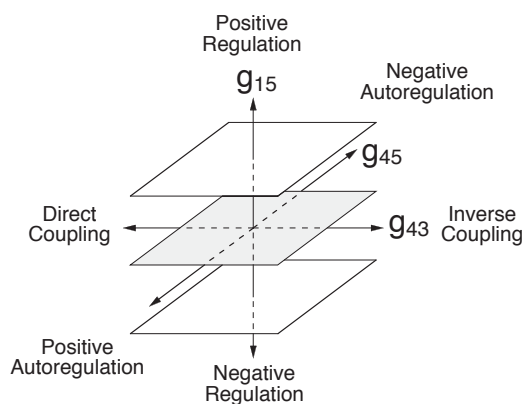 Positive
Regulation
g15
Negative
Autoregulation
g45
Direct
Coupling
g43
Inverse
Coupling
Positive
Autoregulation
Negative
Regulation